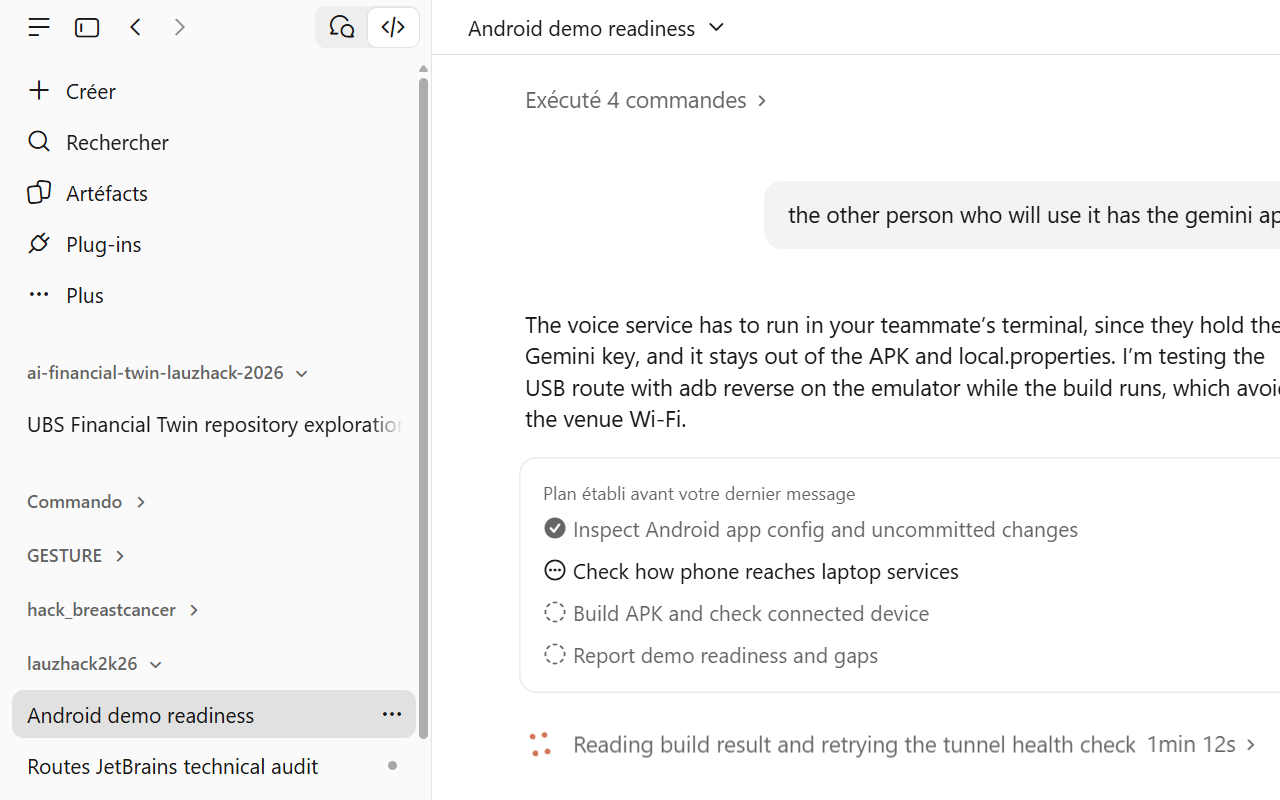 Créer
Rechercher
Artéfacts
Plug-ins
Plus
ai-financial-twin-lauzhack-2026
UBS Financial Twin repository exploration
Commando
GESTURE
hack_breastcancer
lauzhack2k26
Android demo readiness
Routes JetBrains technical audit
Android demo readiness
Exécuté 4 commandes
the other person who will use it has the gemini
The voice service has to run in your teammate’s terminal, since they hold the
Gemini key, and it stays out of the APK and local.properties. I’m testing the
USB route with adb reverse on the emulator while the build runs, which
the venue Wi-Fi.
Plan établi avant votre dernier message
Inspect Android app config and uncommitted changes
Check how phone reaches laptop services
Build APK and check connected device
Report demo readiness and gaps
Reading build result and retrying the tunnel health check 1min 12s